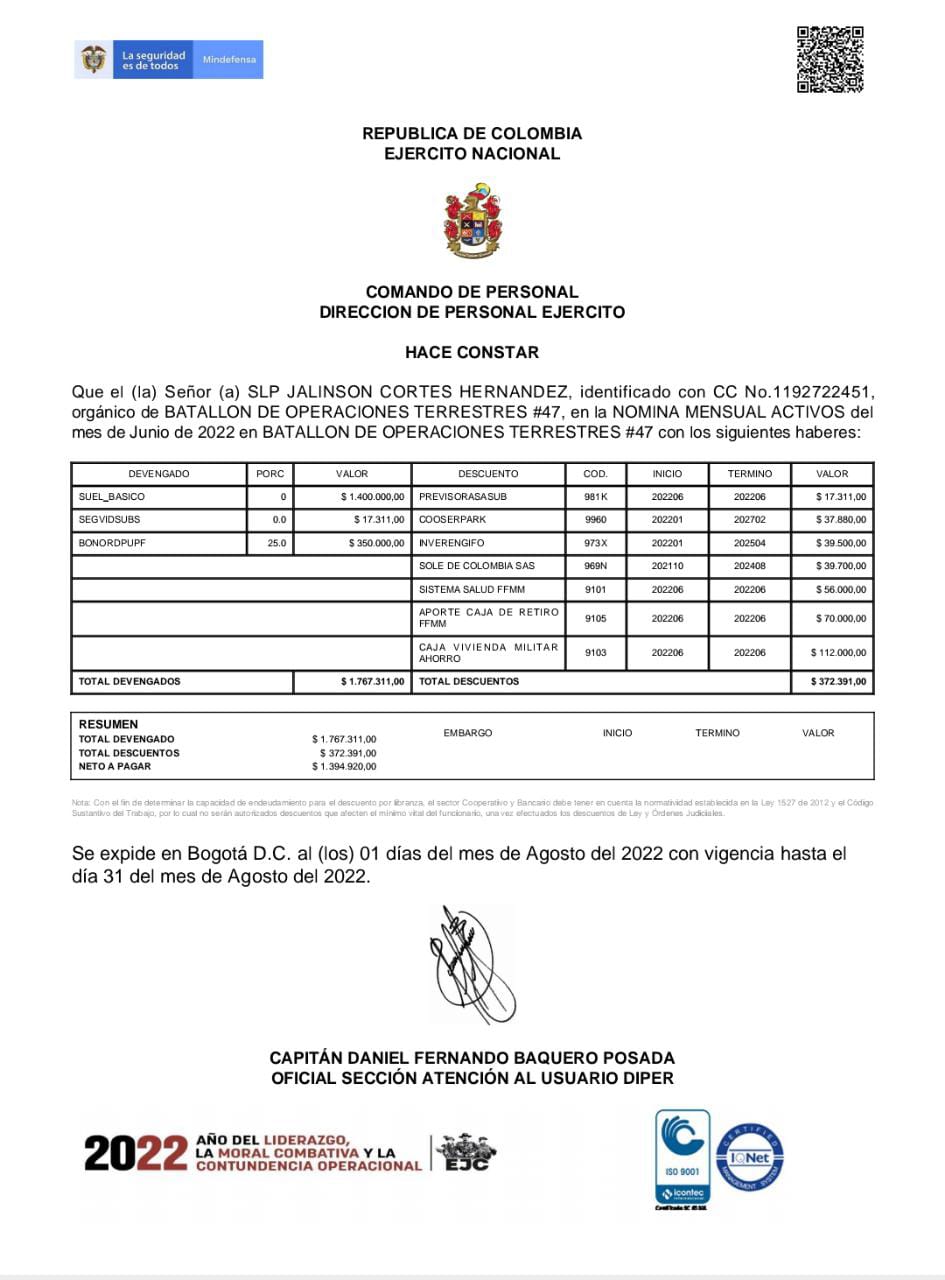 La seguridad
es de todos
Mindefensa
REPUBLICA DE COLOMBIA
EJERCITO NACIONAL
COMANDO DE PERSONAL
DIRECCION DE PERSONAL EJERCITO
HACE CONSTAR
Que el (la) Señor (a) SLP JALINSON CORTES HERNANDEZ, identificado con CC No.1192722451,
orgánico de BATALLON DE OPERACIONES TERRESTRES #47, en la NOMINA MENSUAL ACTIVOS del
mes de Junio de 2022 en BATALLON DE OPERACIONES TERRESTRES #47 con los siguientes haberes:
DEVENGADO PORC VALOR DESCUENTO COD. INICIO TERMINO VALOR
SUEL_BASICO 0 $ 1.400.000,00 PREVISORASASUB 981K 202206 202206 $ 17.311,00
SEGVIDSUBS 0.0 $ 17.311,00 COOSERPARK 9960 202201 202702 $ 37.880,00
BONORDPUPF 25.0 $ 350.000,00 INVERENGIFO 973X 202201 202504 $ 39.500,00
SOLE DE COLOMBIA SAS 969N 202110 202408 $ 39.700,00
SISTEMA SALUD FFMM 9101 202206 202206 $ 56.000,00
APORTE CAJA DE RETIRO
FFMM 9105 202206 202206 $ 70.000,00
CAJA VIVIENDA MILITAR
AHORRO 9103 202206 202206 $ 112.000,00
TOTAL DEVENGADOS $ 1.767.311,00 TOTAL DESCUENTOS $ 372.391,00
RESUMEN
EMBARGO INICIO TERMINO VALOR
TOTAL DEVENGADO $ 1.767.311,00
TOTAL DESCUENTOS $ 372.391,00
NETO A PAGAR $ 1.394.920,00
Nota: Con el fin de determinar la capacidad de endeudamiento para el descuento por libranza, el sector Cooperativo y Bancario debe tener en cuenta la normatividad establecida en la Ley 1527 de 2012 y el Código
Sustantivo del Trabajo, por lo cual no serán autorizados descuentos que afecten el mínimo vital del funcionario, una vez efectuados los descuentos de Ley y Órdenes Judiciales.
Se expide en Bogotá D.C. al (los) 01 días del mes de Agosto del 2022 con vigencia hasta el
día 31 del mes de Agosto del 2022.
CAPITÁN DANIEL FERNANDO BAQUERO POSADA
OFICIAL SECCIÓN ATENCIÓN AL USUARIO DIPER
2022 AÑO DEL LIDERAZGO,
LA MORAL COMBATIVA Y LA
CONTUNDENCIA OPERACIONAL
EJC
ISO 9001
icontec
CERTIFIED
IQNet
MANAGEMENT SYSTEM